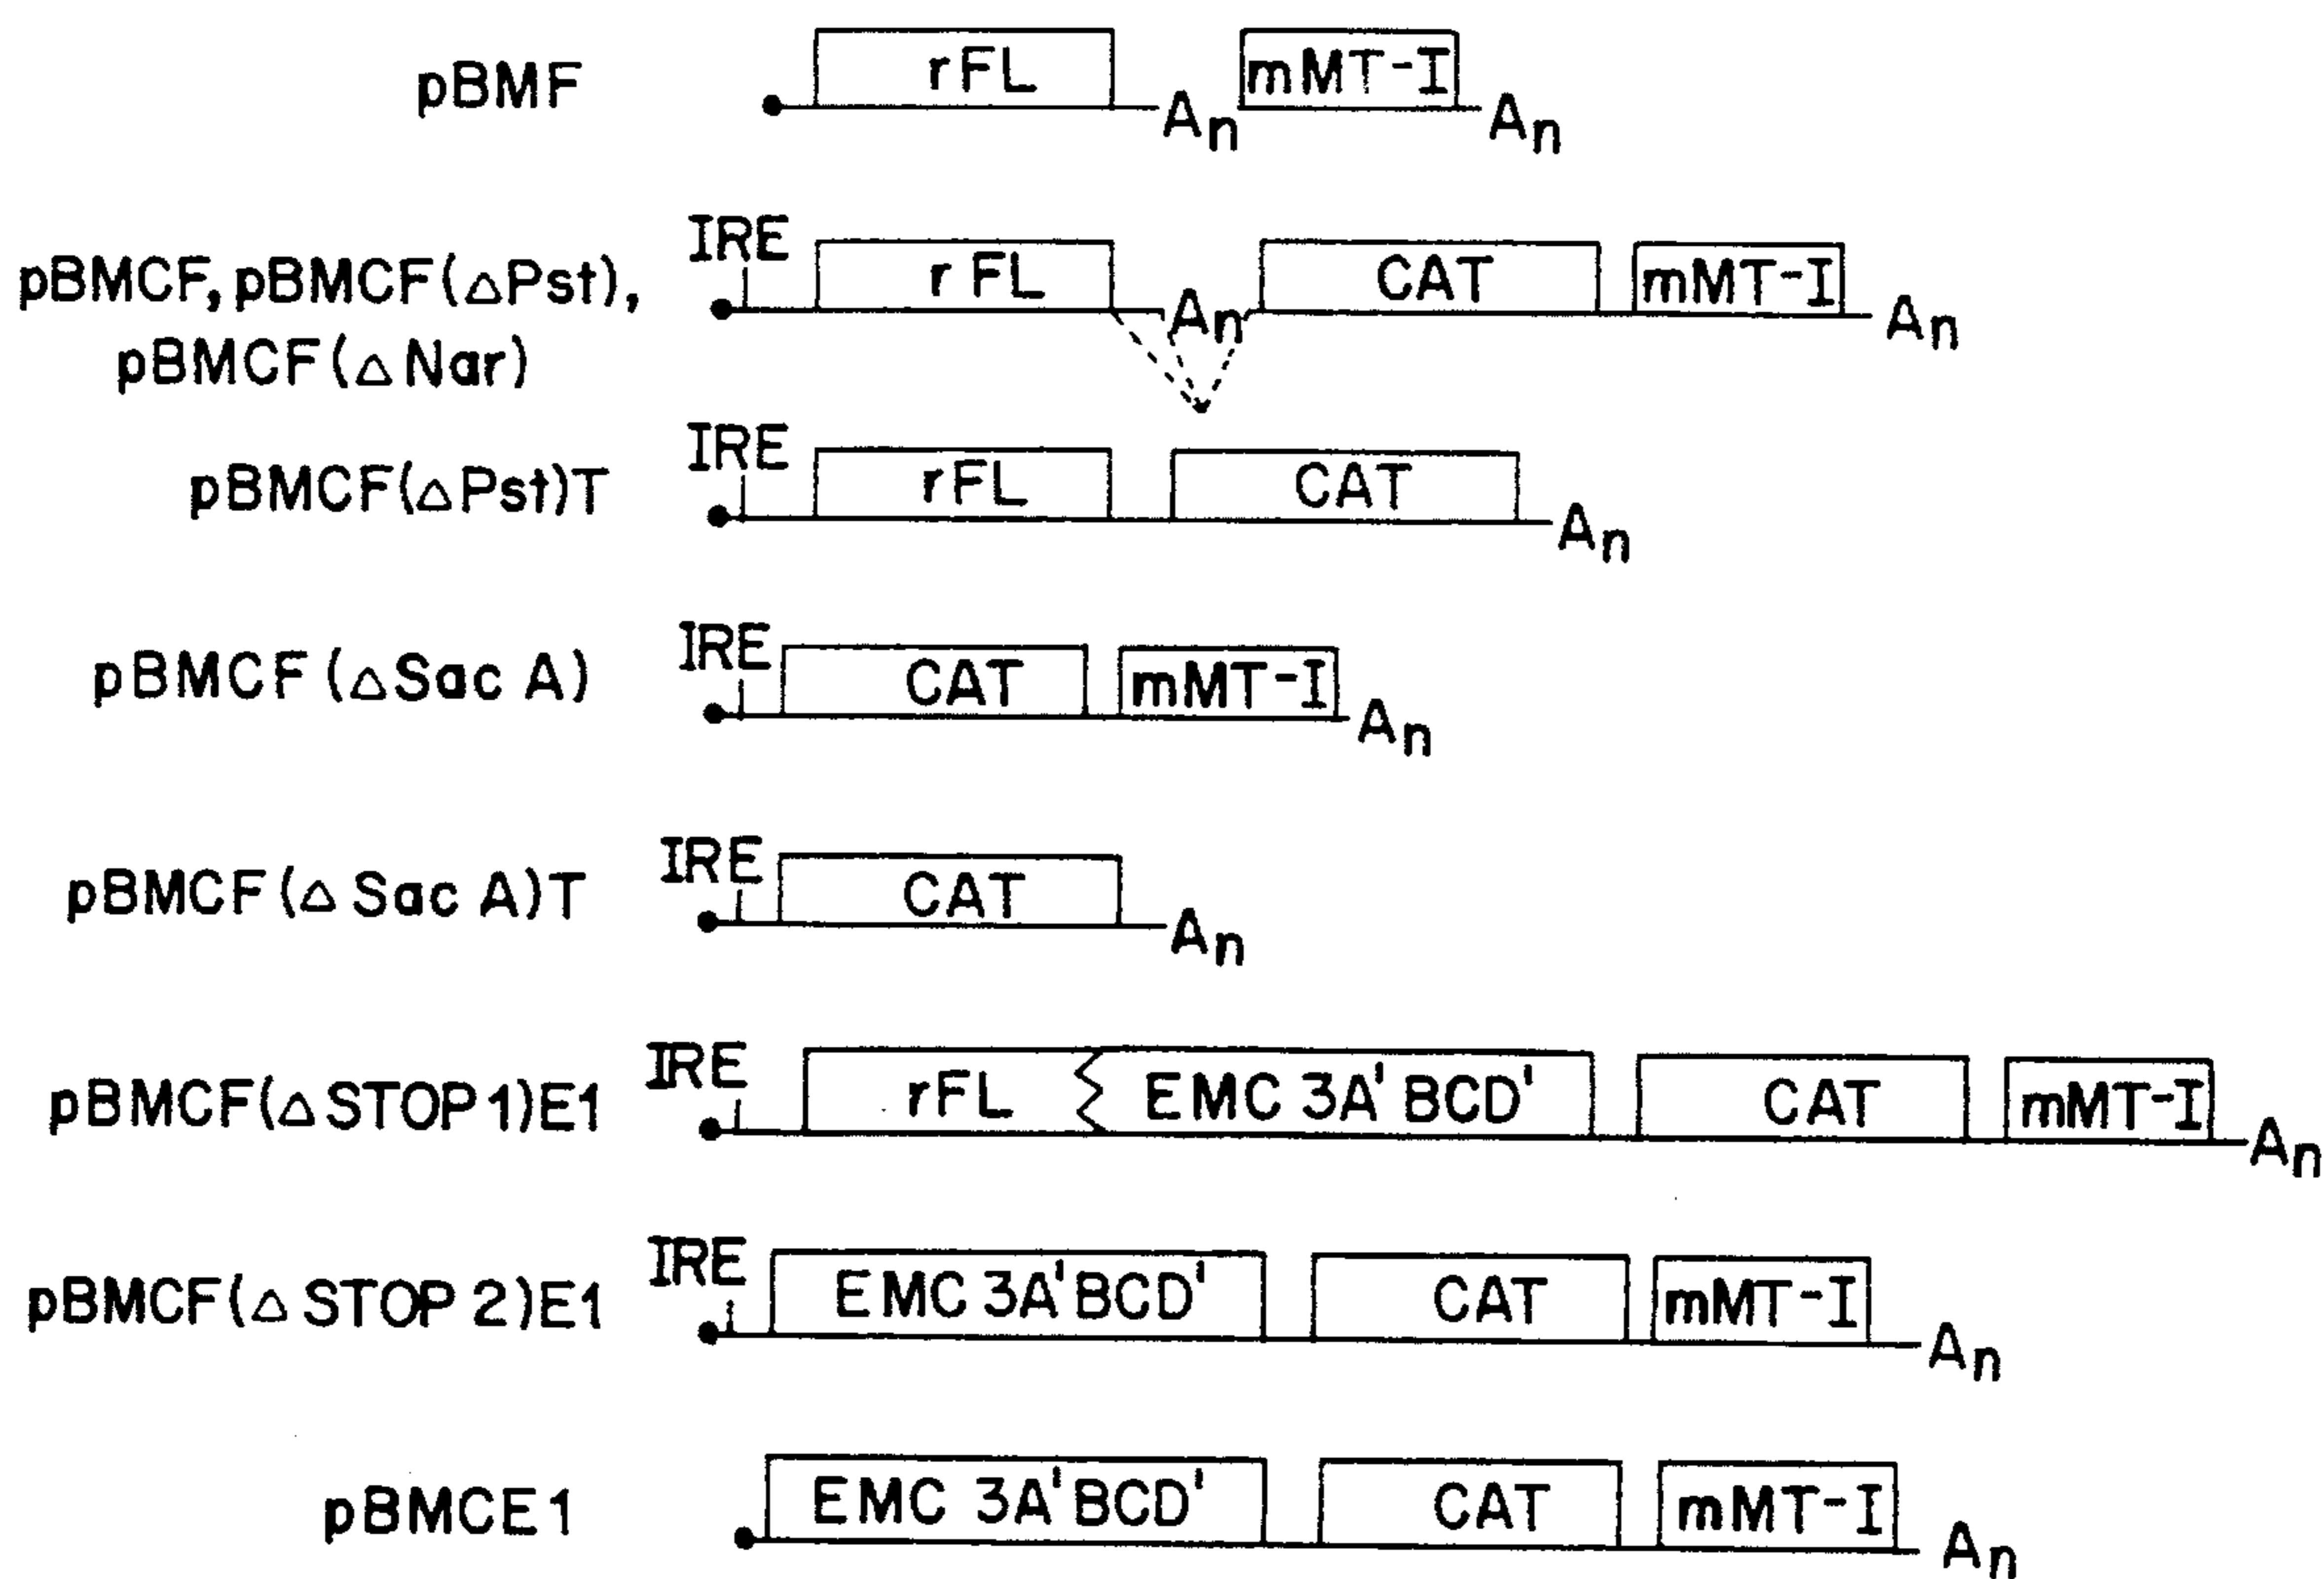 pBMF rFL An mMT-I An
IRE
pBMCF, pBMCF(△Pst), rFL An CAT mMT-I An
pBMCF(△Nar)
IRE
pBMCF(△Pst)T rFL CAT An
IRE
pBMCF(△Sac A) CAT mMT-I An
IRE
pBMCF(△Sac A)T CAT An
IRE
pBMCF(△STOP1)E1 rFL EMC 3A'BCD' CAT mMT-I An
IRE
pBMCF(△STOP 2)E1 EMC 3A'BCD' CAT mMT-I An
pBMCE1 EMC 3A'BCD' CAT mMT-I An